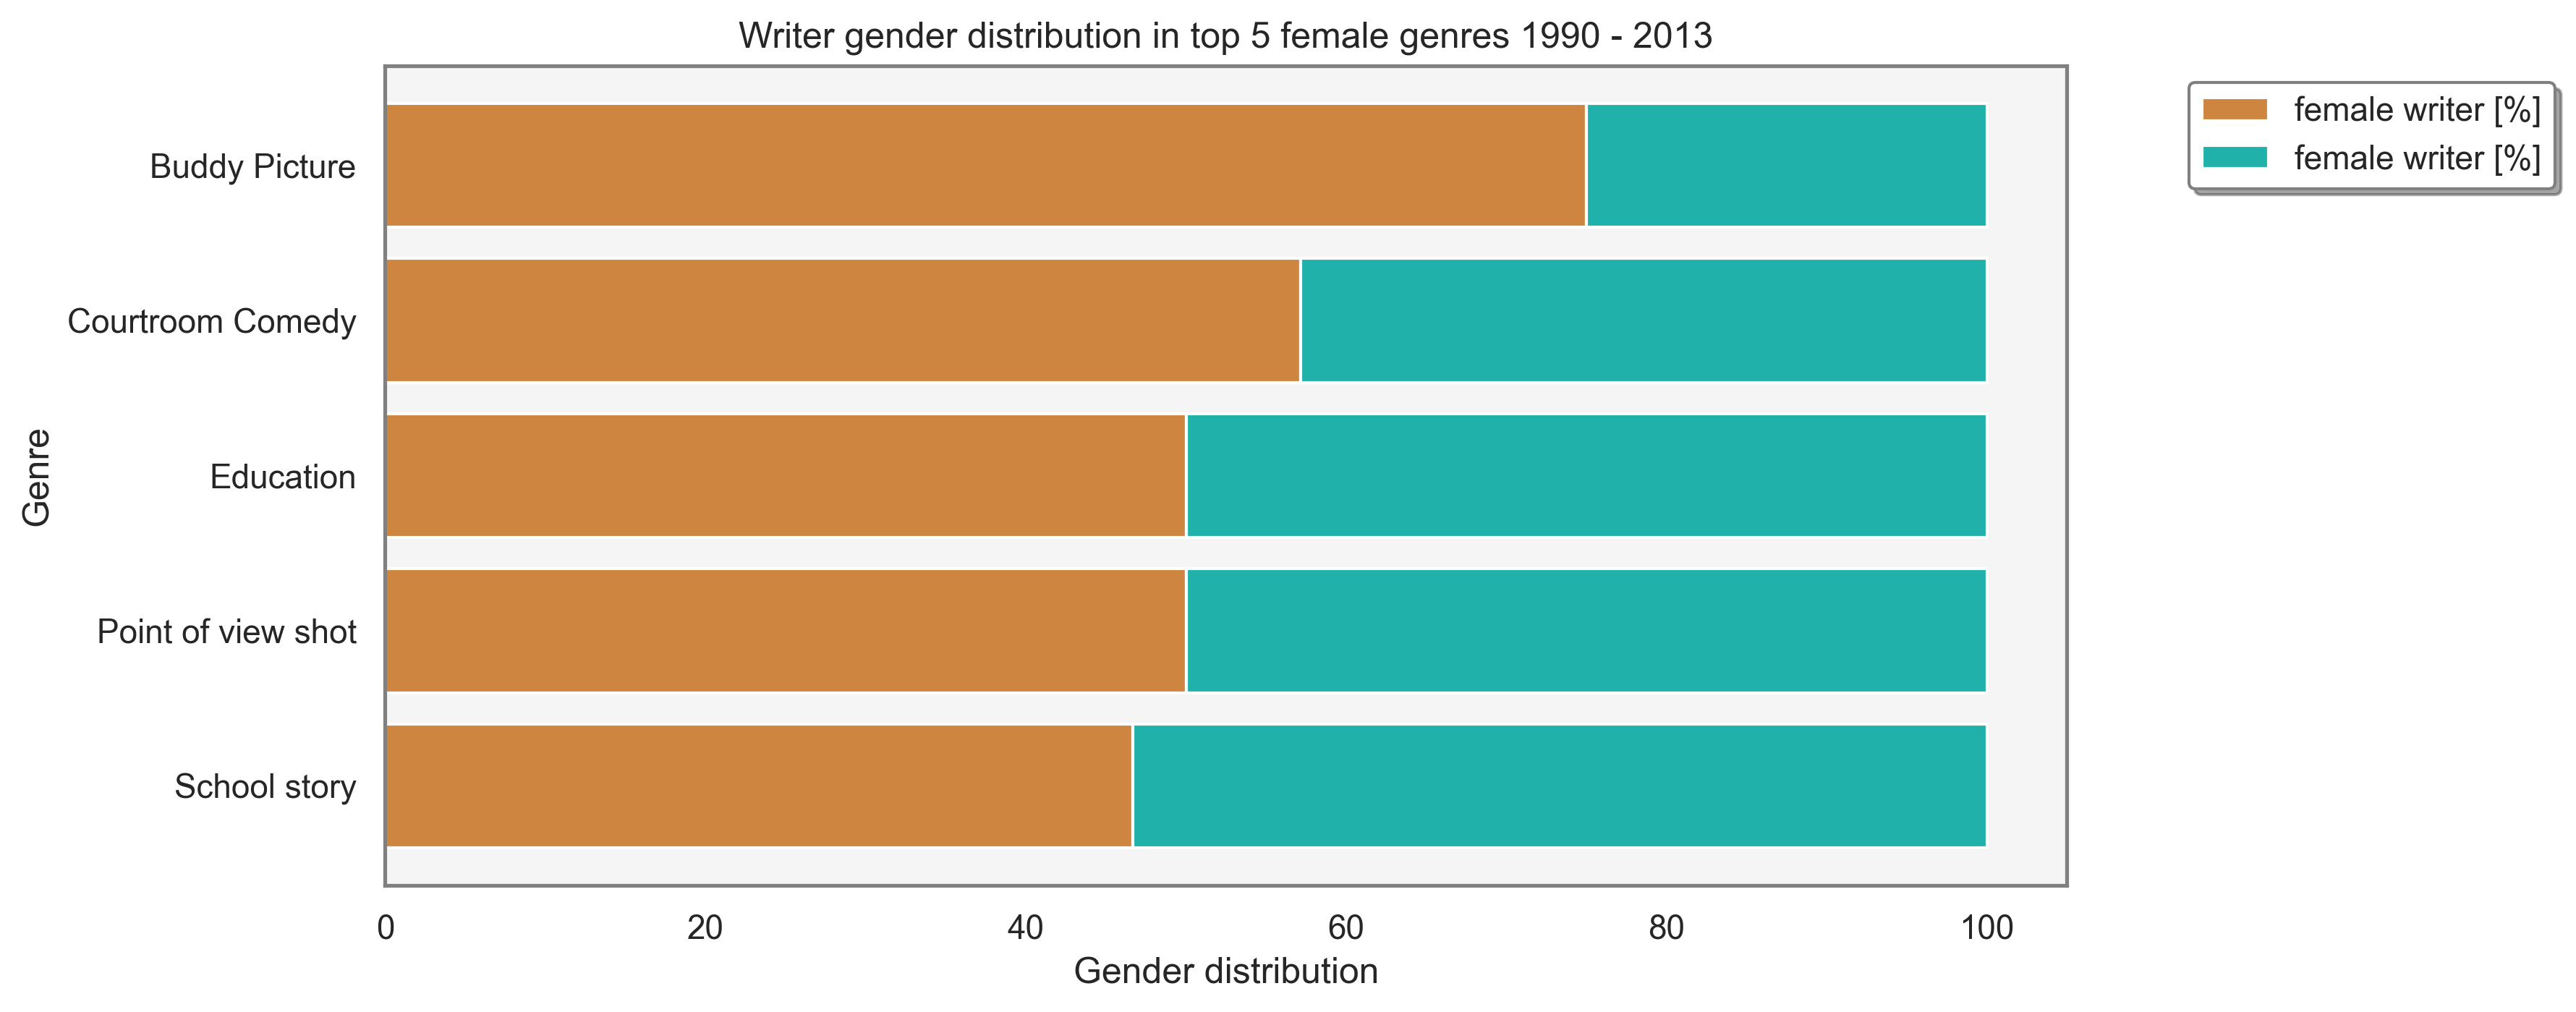 Writer gender distribution in top 5 female genres 1990 - 2013
female writer [%]
female writer [%]
Genre
Buddy Picture
Courtroom Comedy
Education
Point of view shot
School story
0 20 40 60 80 100
Gender distribution